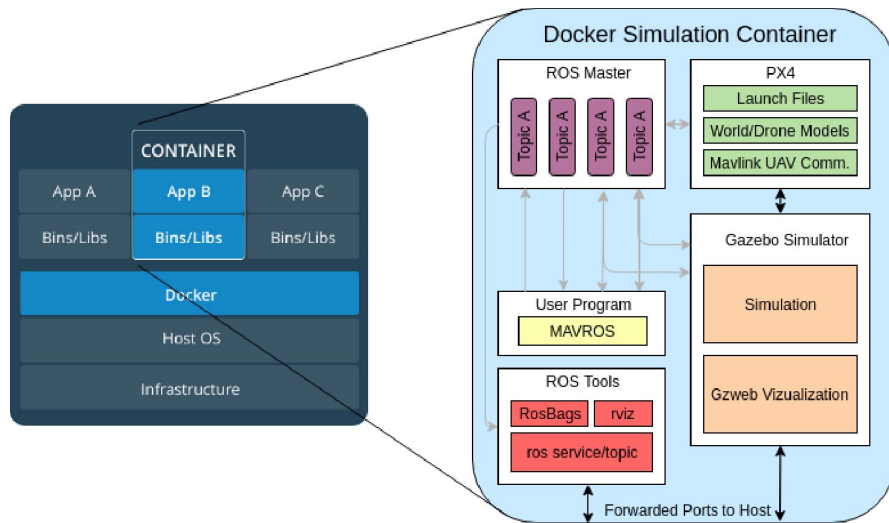 CONTAINER
App A
App B
App C
Bins/Libs
Bins/Libs
Bins/Libs
Docker
Host OS
Infrastructure
Docker Simulation Container
ROS Master
Topic A
Topic A
Topic A
Topic A
PX4
Launch Files
World/Drone Models
Mavlink UAV Comm.
User Program
MAVROS
Gazebo Simulator
Simulation
Gzweb Vizualization
ROS Tools
RosBags
rviz
ros service/topic
Forwarded Ports to Host